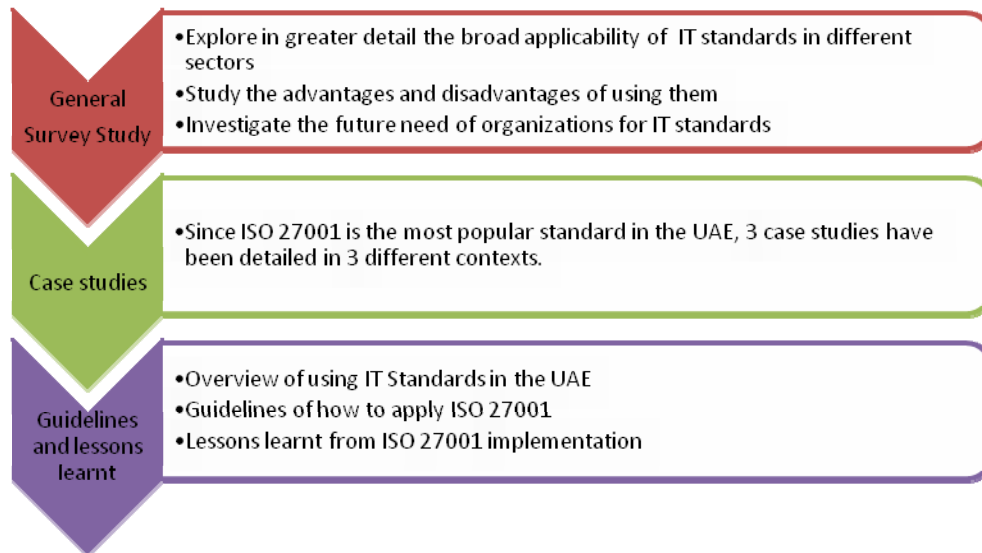 General
Survey Study
•Explore in greater detail the broad applicability of IT standards in different
sectors
•Study the advantages and disadvantages of using them
•Investigate the future need of organizations for IT standards
Case studies
•Since ISO 27001 is the most popular standard in the UAE, 3 case studies have
been detailed in 3 different contexts.
Guidelines
and lessons
learnt
•Overview of using IT Standards in the UAE
•Guidelines of how to apply ISO 27001
•Lessons learnt from ISO 27001 implementation